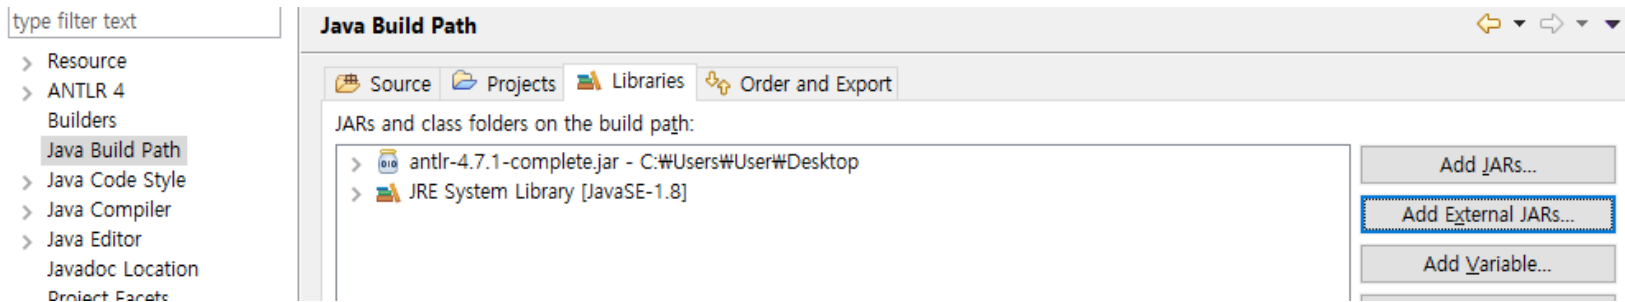 type filter text
Resource
ANTLR 4
Builders
Java Build Path
Java Code Style
Java Compiler
Java Editor
Javadoc Location
Project Facets
Java Build Path
Source Projects Libraries Order and Export
JARs and class folders on the build path:
antlr-4.7.1-complete.jar - C:₩Users₩User₩Desktop
JRE System Library [JavaSE-1.8]
Add JARs...
Add External JARs...
Add Variable...